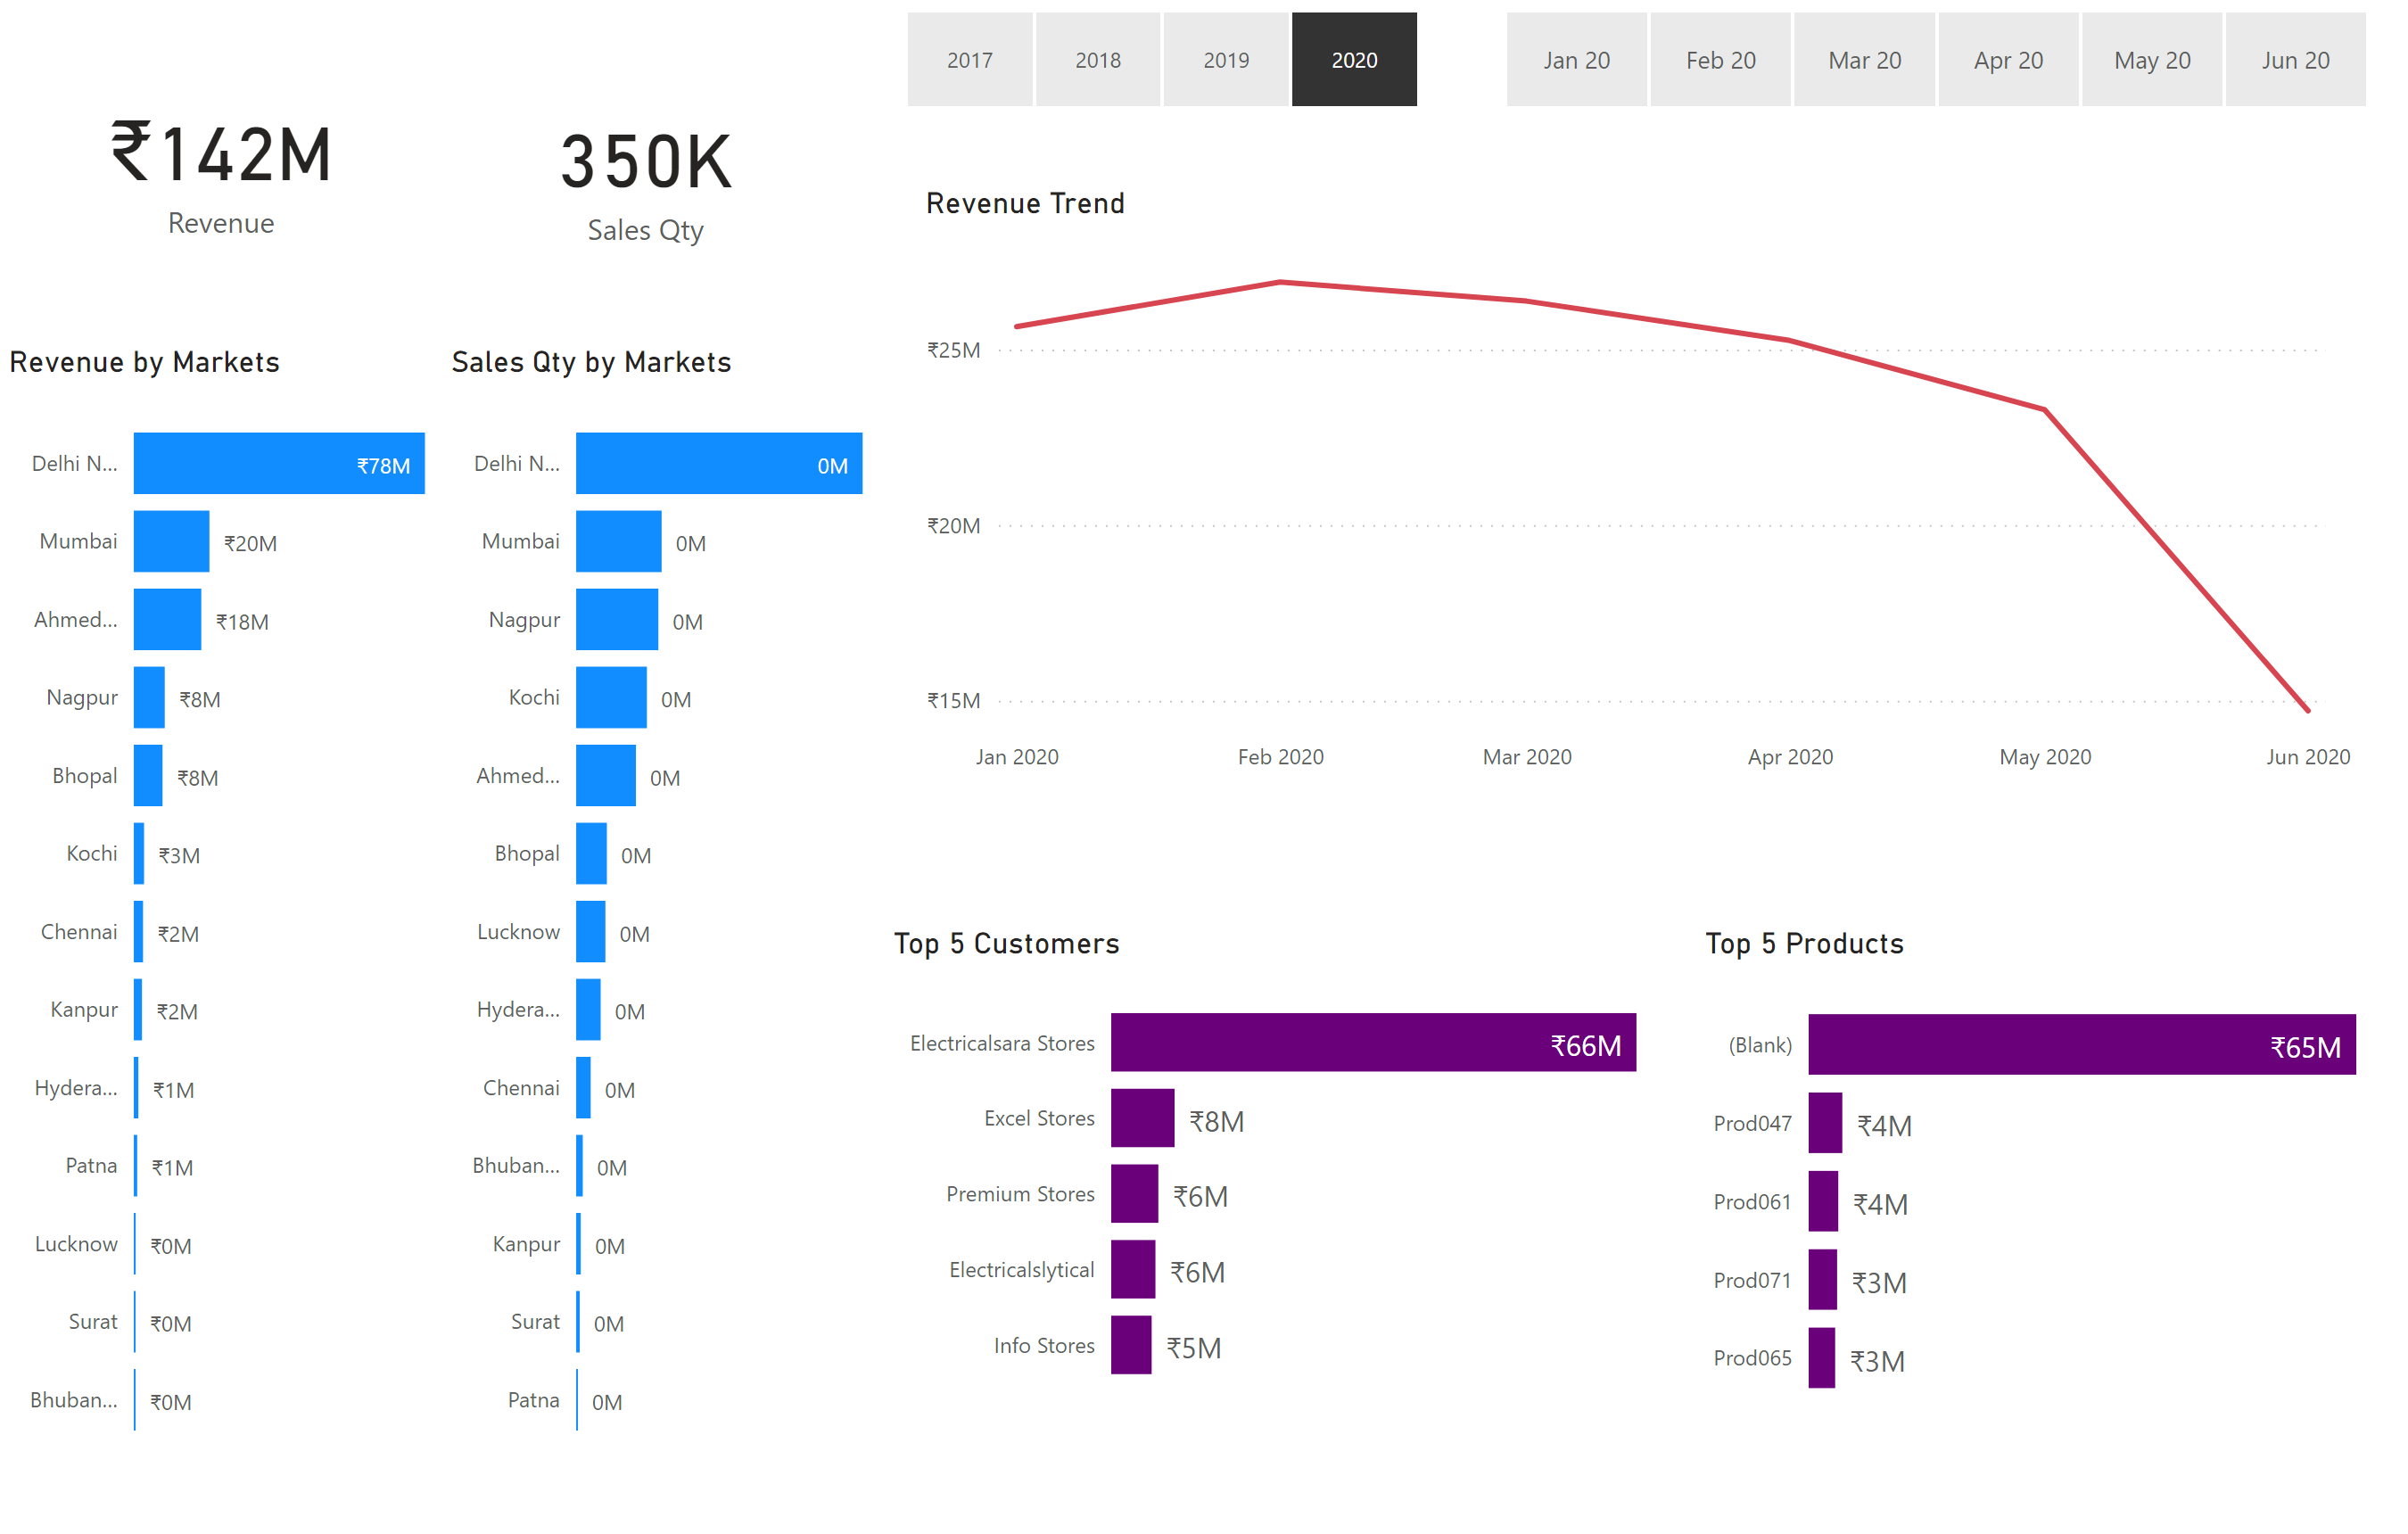 2017 2018 2019 2020
Jan 20 Feb 20 Mar 20 Apr 20 May 20 Jun 20
₹142M
Revenue
350K
Sales Qty
Revenue by Markets
Delhi N... ₹78M
Mumbai ₹20M
Ahmed... ₹18M
Nagpur ₹8M
Bhopal ₹8M
Kochi ₹3M
Chennai ₹2M
Kanpur ₹2M
Hydera... ₹1M
Patna ₹1M
Lucknow ₹0M
Surat ₹0M
Bhuban... ₹0M
Sales Qty by Markets
Delhi N... 0M
Mumbai 0M
Nagpur 0M
Kochi 0M
Ahmed... 0M
Bhopal 0M
Lucknow 0M
Hydera... 0M
Chennai 0M
Bhuban... 0M
Kanpur 0M
Surat 0M
Patna 0M
Revenue Trend
₹25M
₹20M
₹15M
Jan 2020 Feb 2020 Mar 2020 Apr 2020 May 2020 Jun 2020
Top 5 Customers
Electricalsara Stores ₹66M
Excel Stores ₹8M
Premium Stores ₹6M
Electricalslytical ₹6M
Info Stores ₹5M
Top 5 Products
(Blank) ₹65M
Prod047 ₹4M
Prod061 ₹4M
Prod071 ₹3M
Prod065 ₹3M